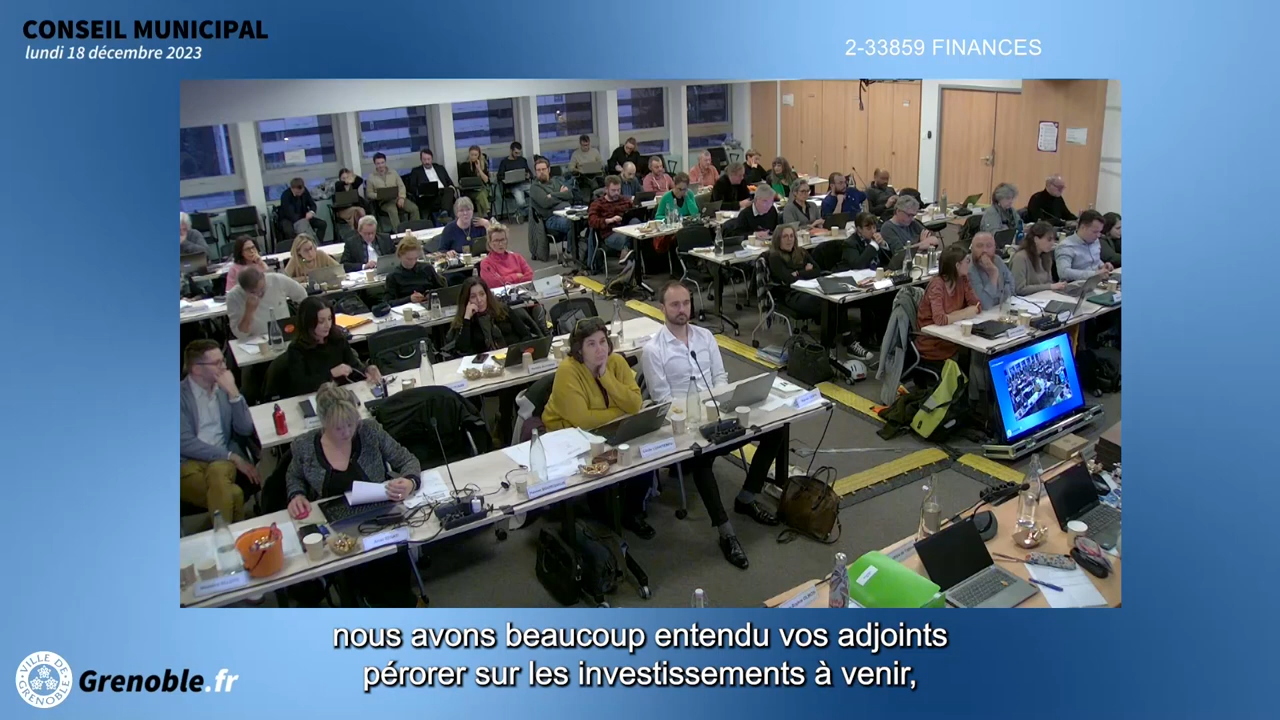 CONSEIL MUNICIPAL
lundi 18 décembre 2023
2-33859 FINANCES
nous avons beaucoup entendu vos adjoints
pérorer sur les investissements à venir,
VILLE DE GRENOBLE
Grenoble.fr